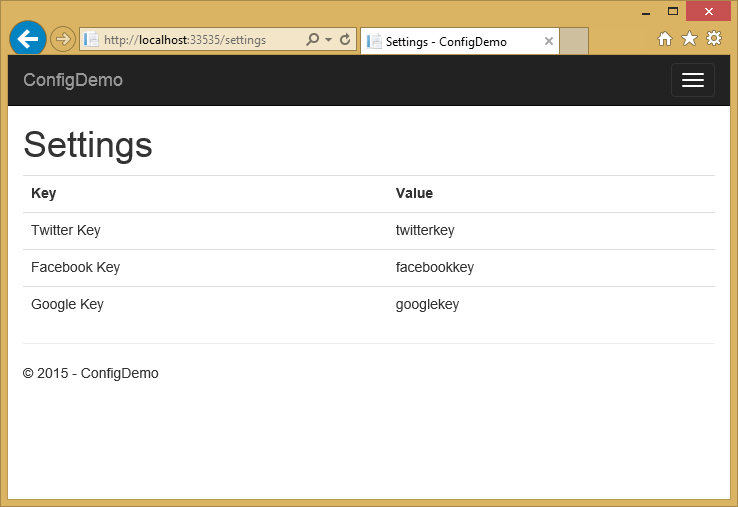 http://localhost:33535/settings
Settings - ConfigDemo
ConfigDemo
Settings
Key Value
Twitter Key twitterkey
Facebook Key facebookkey
Google Key googlekey
© 2015 - ConfigDemo